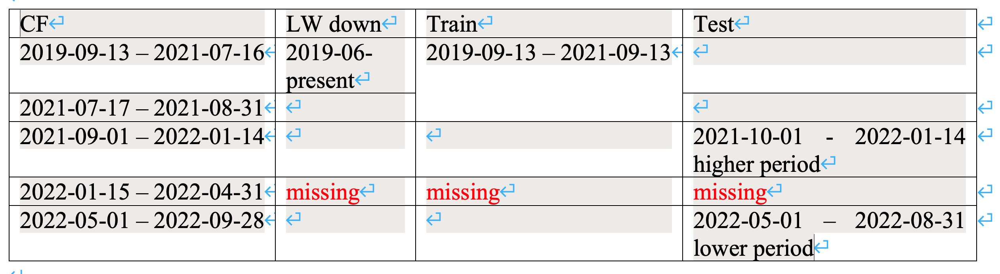 CF LW down Train Test
2019-09-13 – 2021-07-16 2019-06- 2019-09-13 – 2021-09-13
present
2021-07-17 – 2021-08-31
2021-09-01 – 2022-01-14 2021-10-01 - 2022-01-14
higher period
2022-01-15 – 2022-04-31 missing missing missing
2022-05-01 – 2022-09-28 2022-05-01 – 2022-08-31
lower period